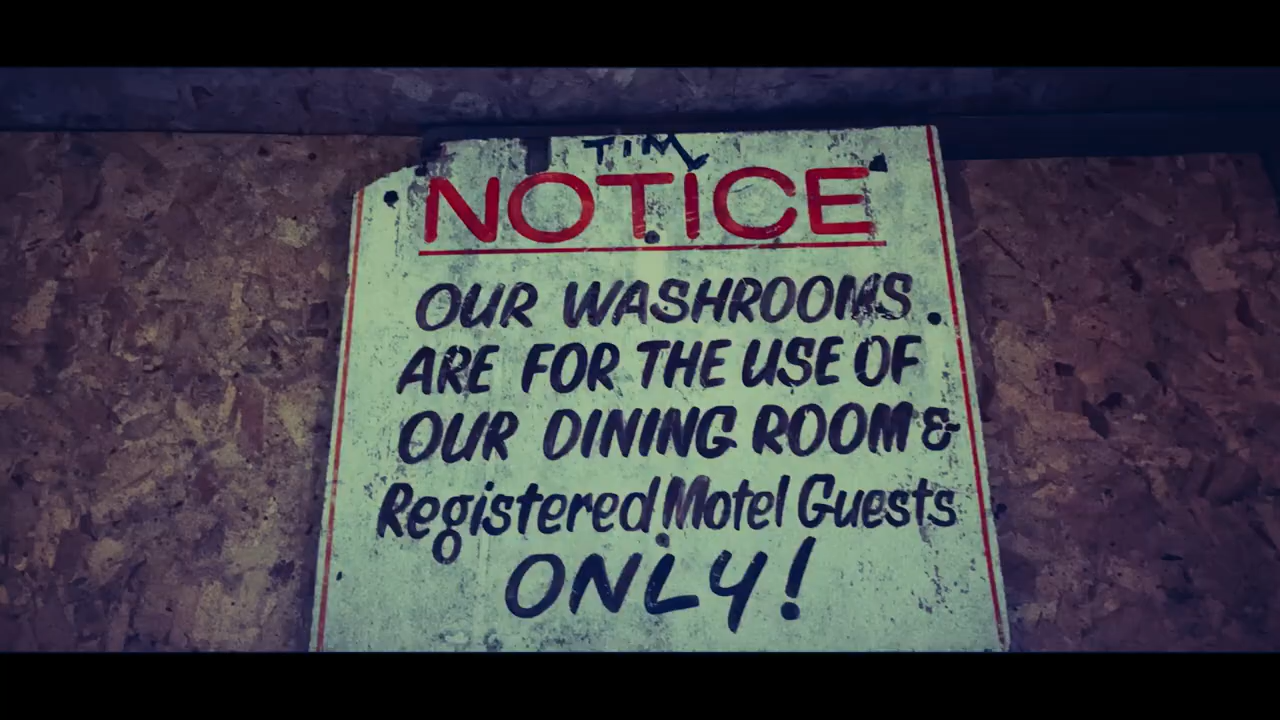 TIM
NOTICE
OUR WASHROOMS
ARE FOR THE USE OF
OUR DINING ROOM &
Registered Motel Guests
ONLY!